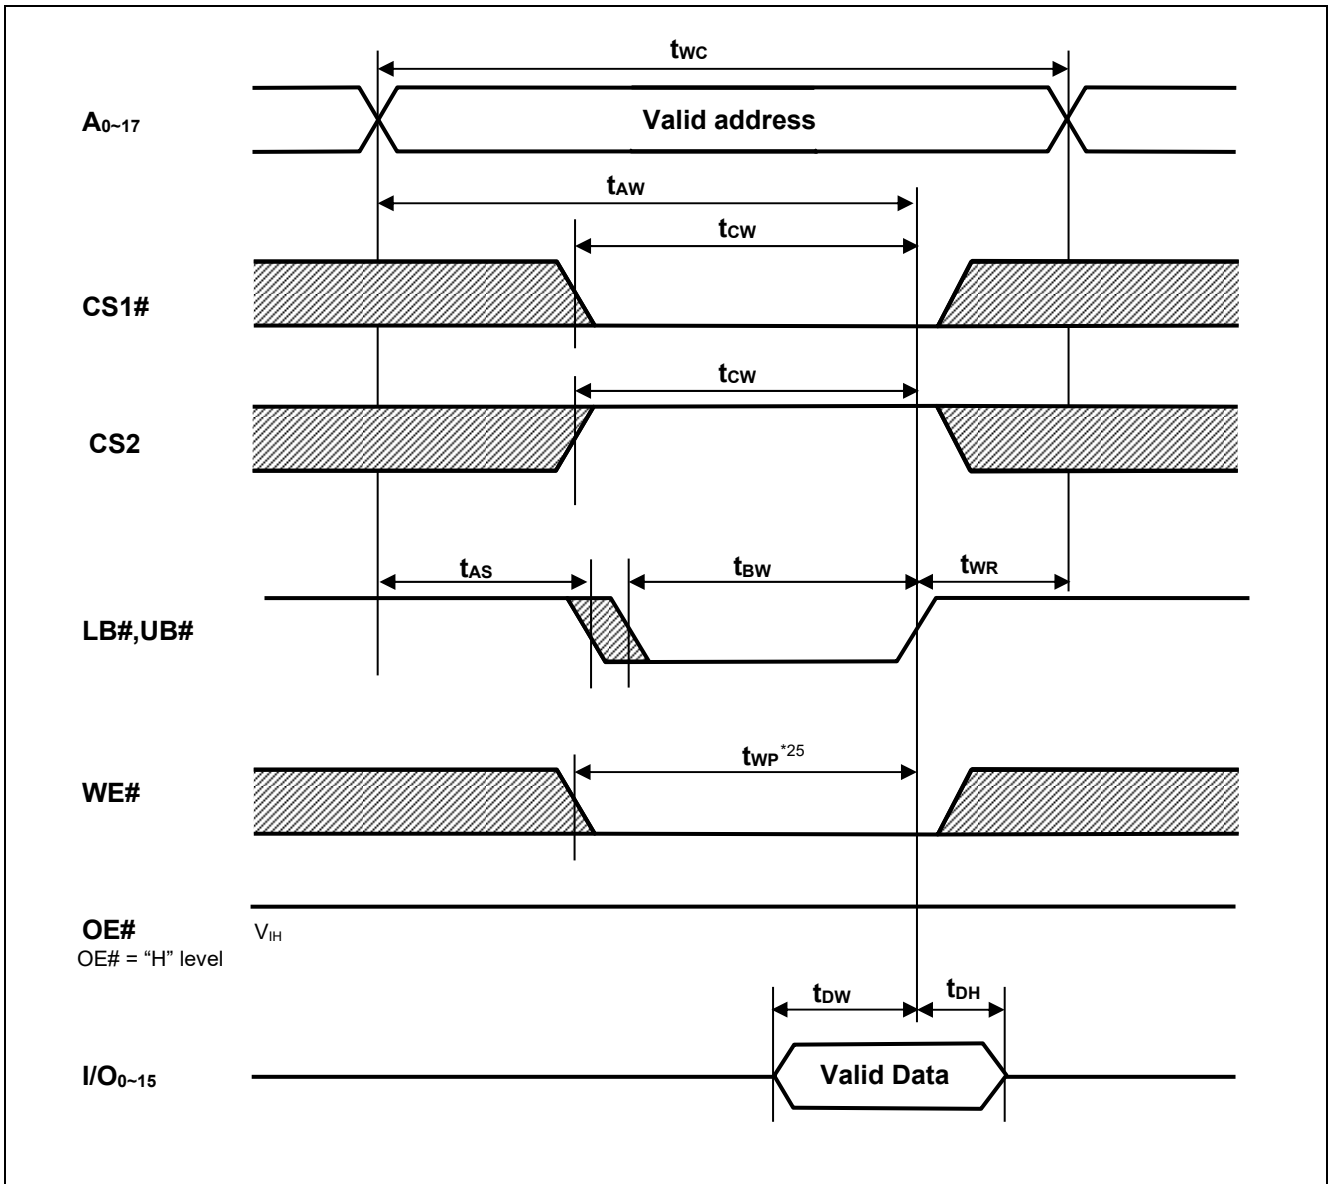 tWC
A0~17
Valid address
tAW
tCW
CS1#
tCW
CS2
tAS
tBW
tWR
LB#,UB#
tWP*25
WE#
OE#
VIH
OE# = “H” level
tDW
tDH
I/O0~15
Valid Data